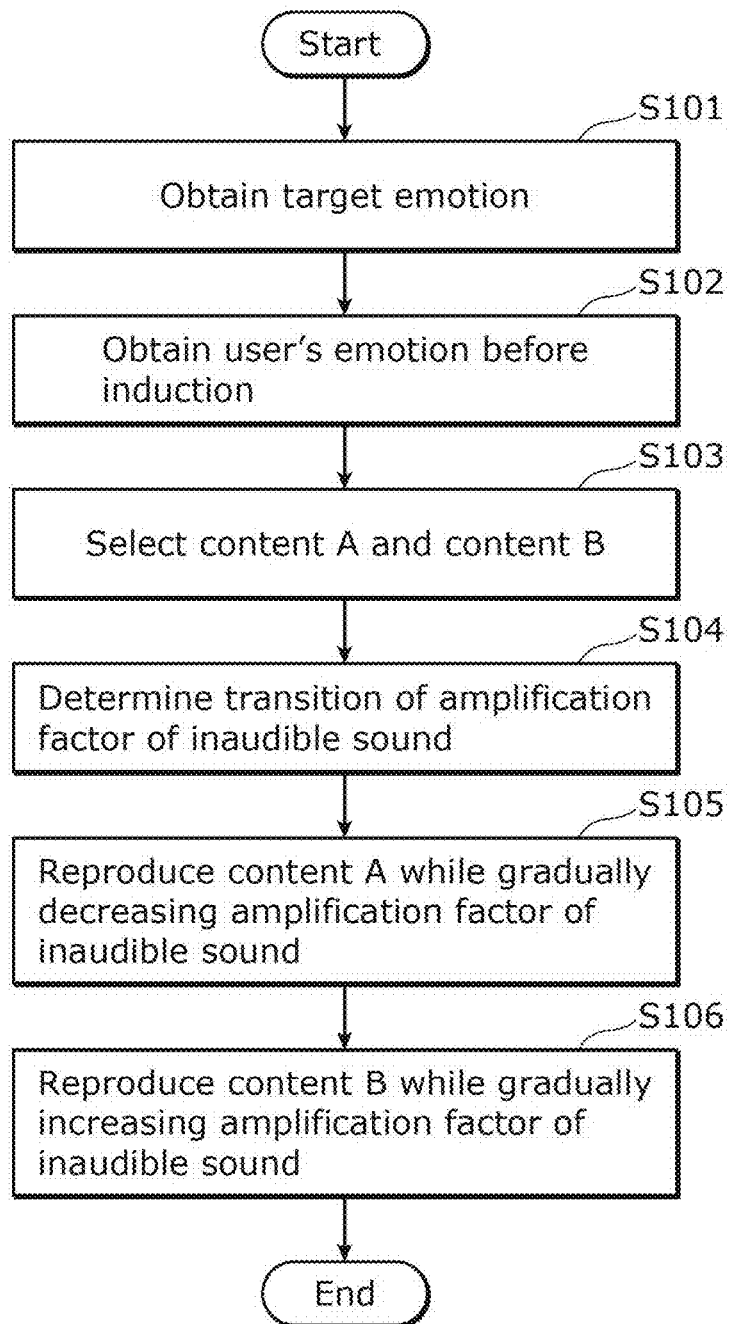 Start
S101
Obtain target emotion
S102
Obtain user's emotion before
induction
S103
Select content A and content B
S104
Determine transition of amplification
factor of inaudible sound
S105
Reproduce content A while gradually
decreasing amplification factor of
inaudible sound
S106
Reproduce content B while gradually
increasing amplification factor of
inaudible sound
End